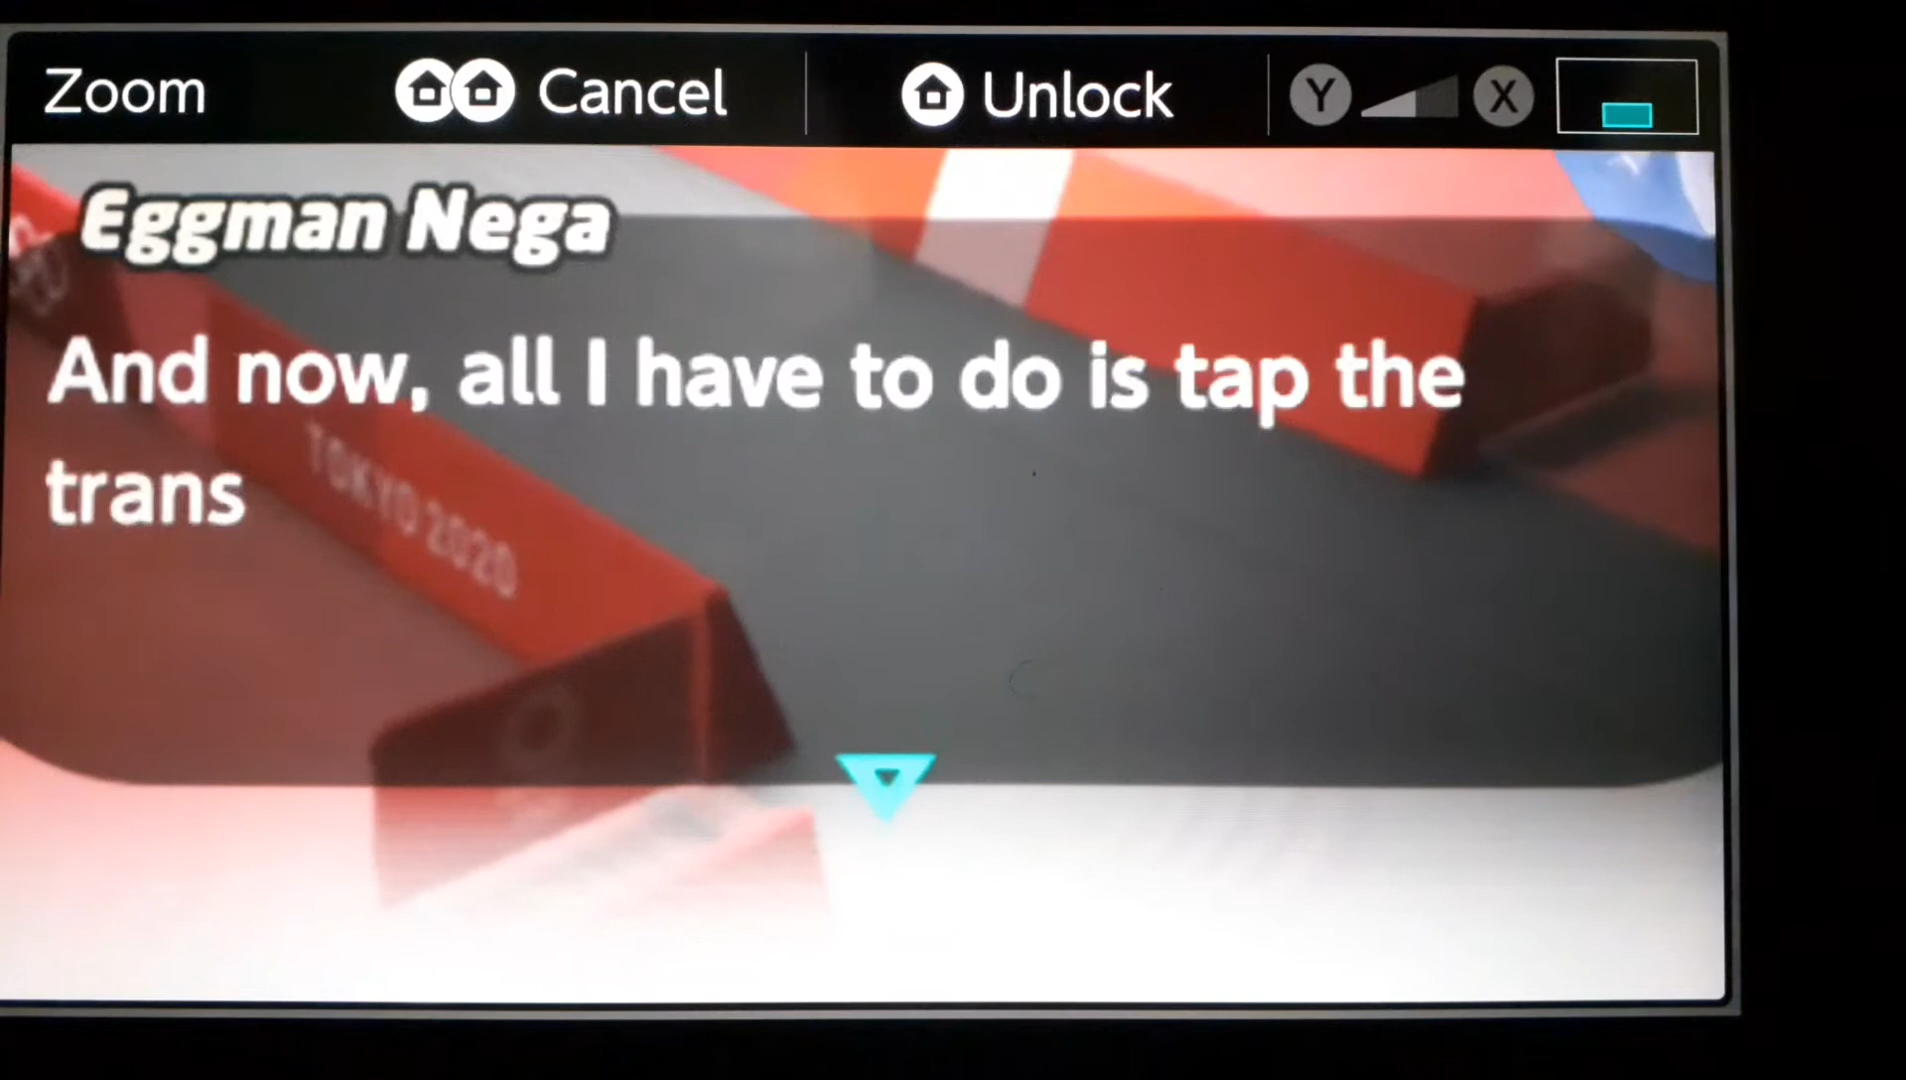 Zoom Cancel Unlock Y X
Eggman Nega
And now, all I have to do is tap the
trans
TOKYO 2020